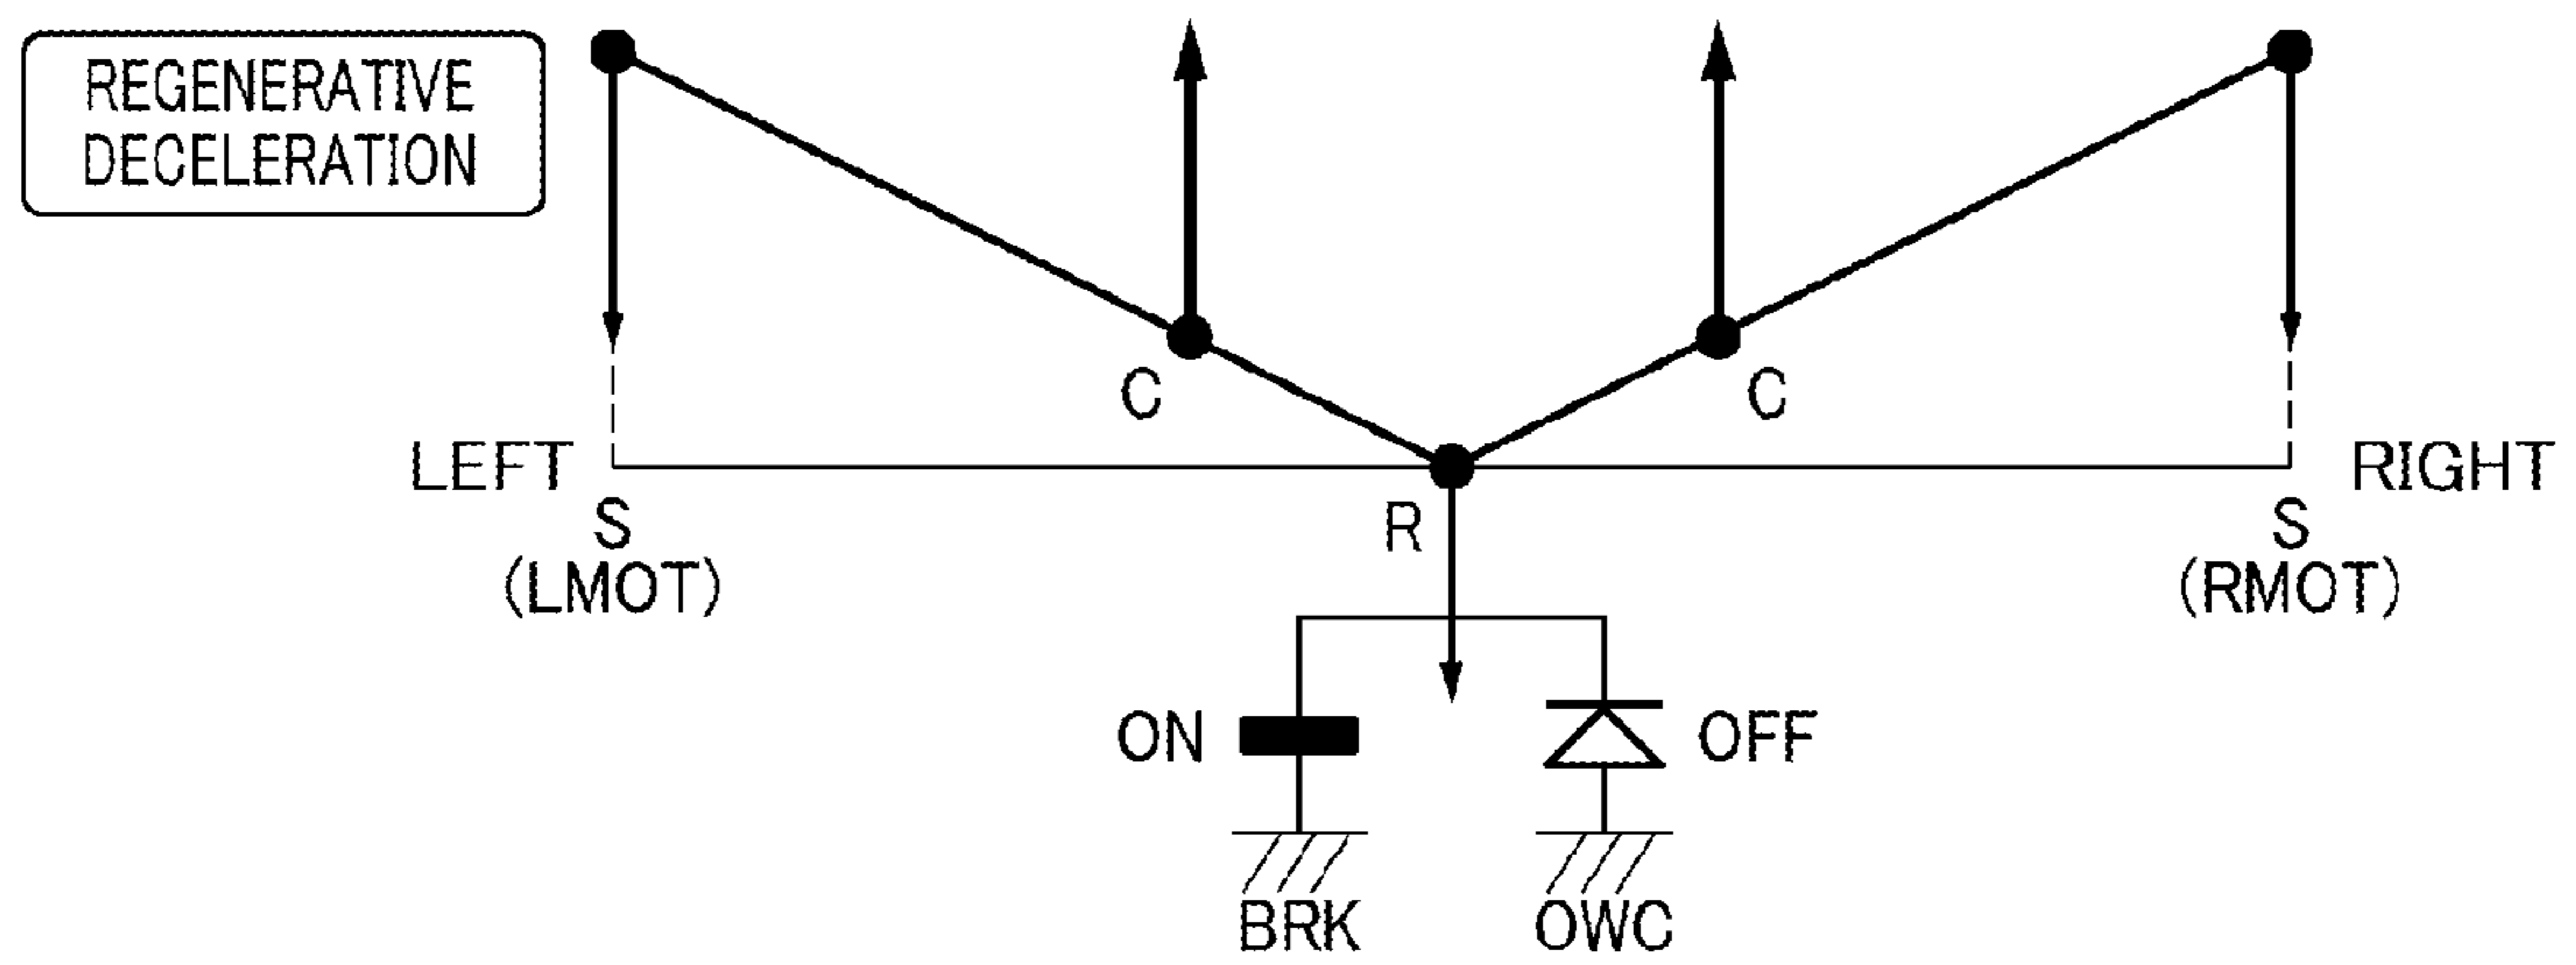 REGENERATIVE
DECELERATION
C
C
LEFT
RIGHT
S
(LMOT)
R
S
(RMOT)
ON
OFF
BRK
OWC